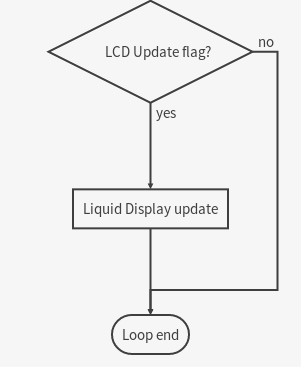 LCD Update flag?
no
yes
Liquid Display update
Loop end